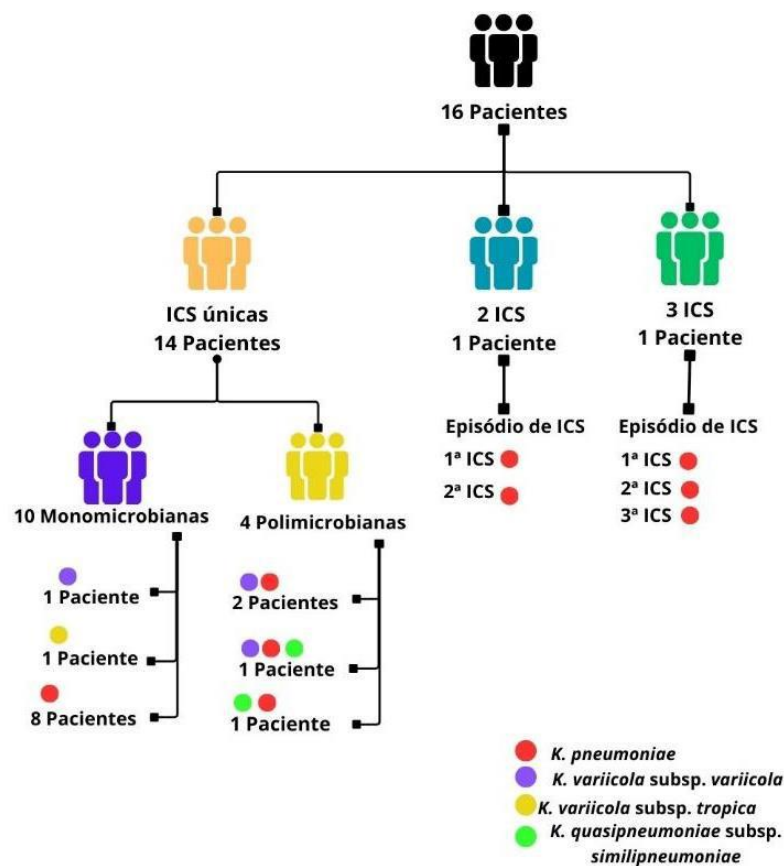 16 Pacientes
ICS únicas
14 Pacientes
2 ICS
1 Paciente
3 ICS
1 Paciente
Episódio de ICS
1ª ICS
2ª ICS
Episódio de ICS
1ª ICS
2ª ICS
3ª ICS
10 Monomicrobianas
1 Paciente
1 Paciente
8 Pacientes
4 Polimicrobianas
2 Pacientes
1 Paciente
1 Paciente
K. pneumoniae
K. variicola subsp. variicola
K. variicola subsp. tropica
K. quasipneumoniae subsp.
similipneumoniae